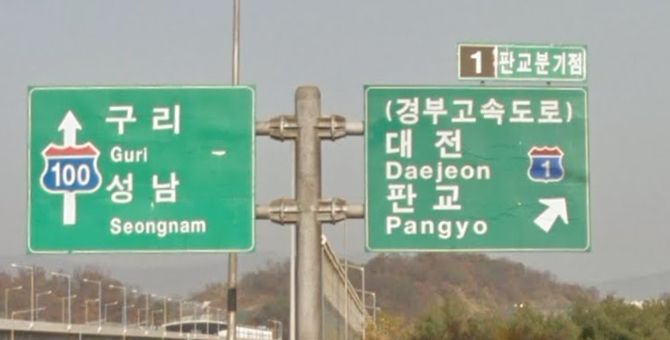 구리
Guri
100
성남
Seongnam
1 판교분기점
(경부고속도로)
대전
Daejeon
1
판교
Pangyo